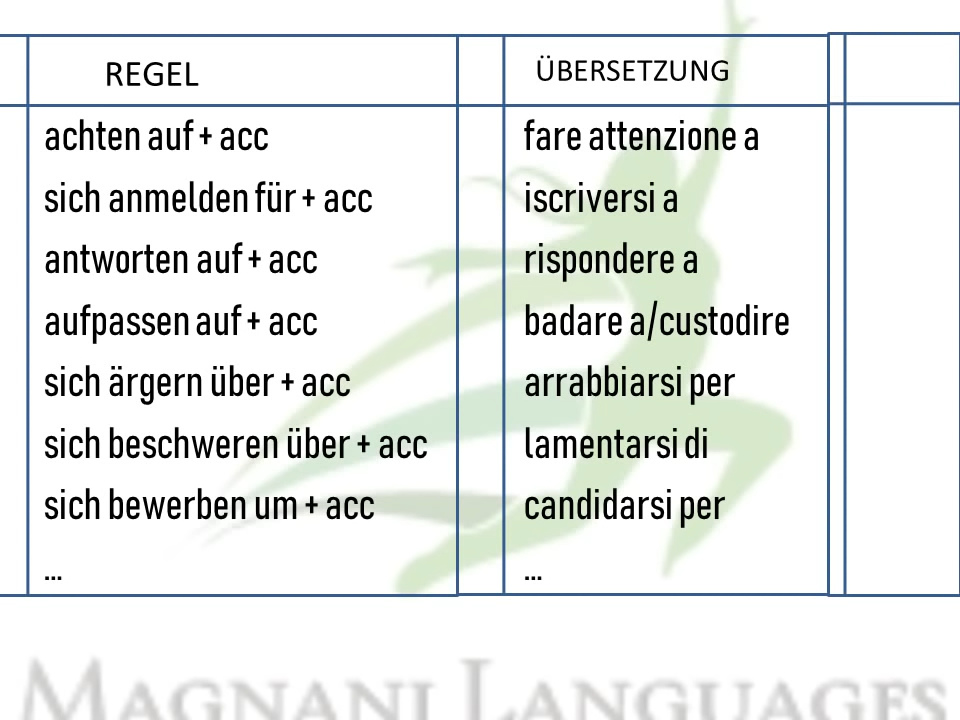 REGEL
achten auf + acc
sich anmelden für + acc
antworten auf + acc
aufpassen auf + acc
sich ärgern über + acc
sich beschweren über + acc
sich bewerben um + acc
...
ÜBERSETZUNG
fare attenzione a
iscriversi a
rispondere a
badare a/custodire
arrabbiarsi per
lamentarsi di
candidarsi per
...
MAGNANI LANGUAGES